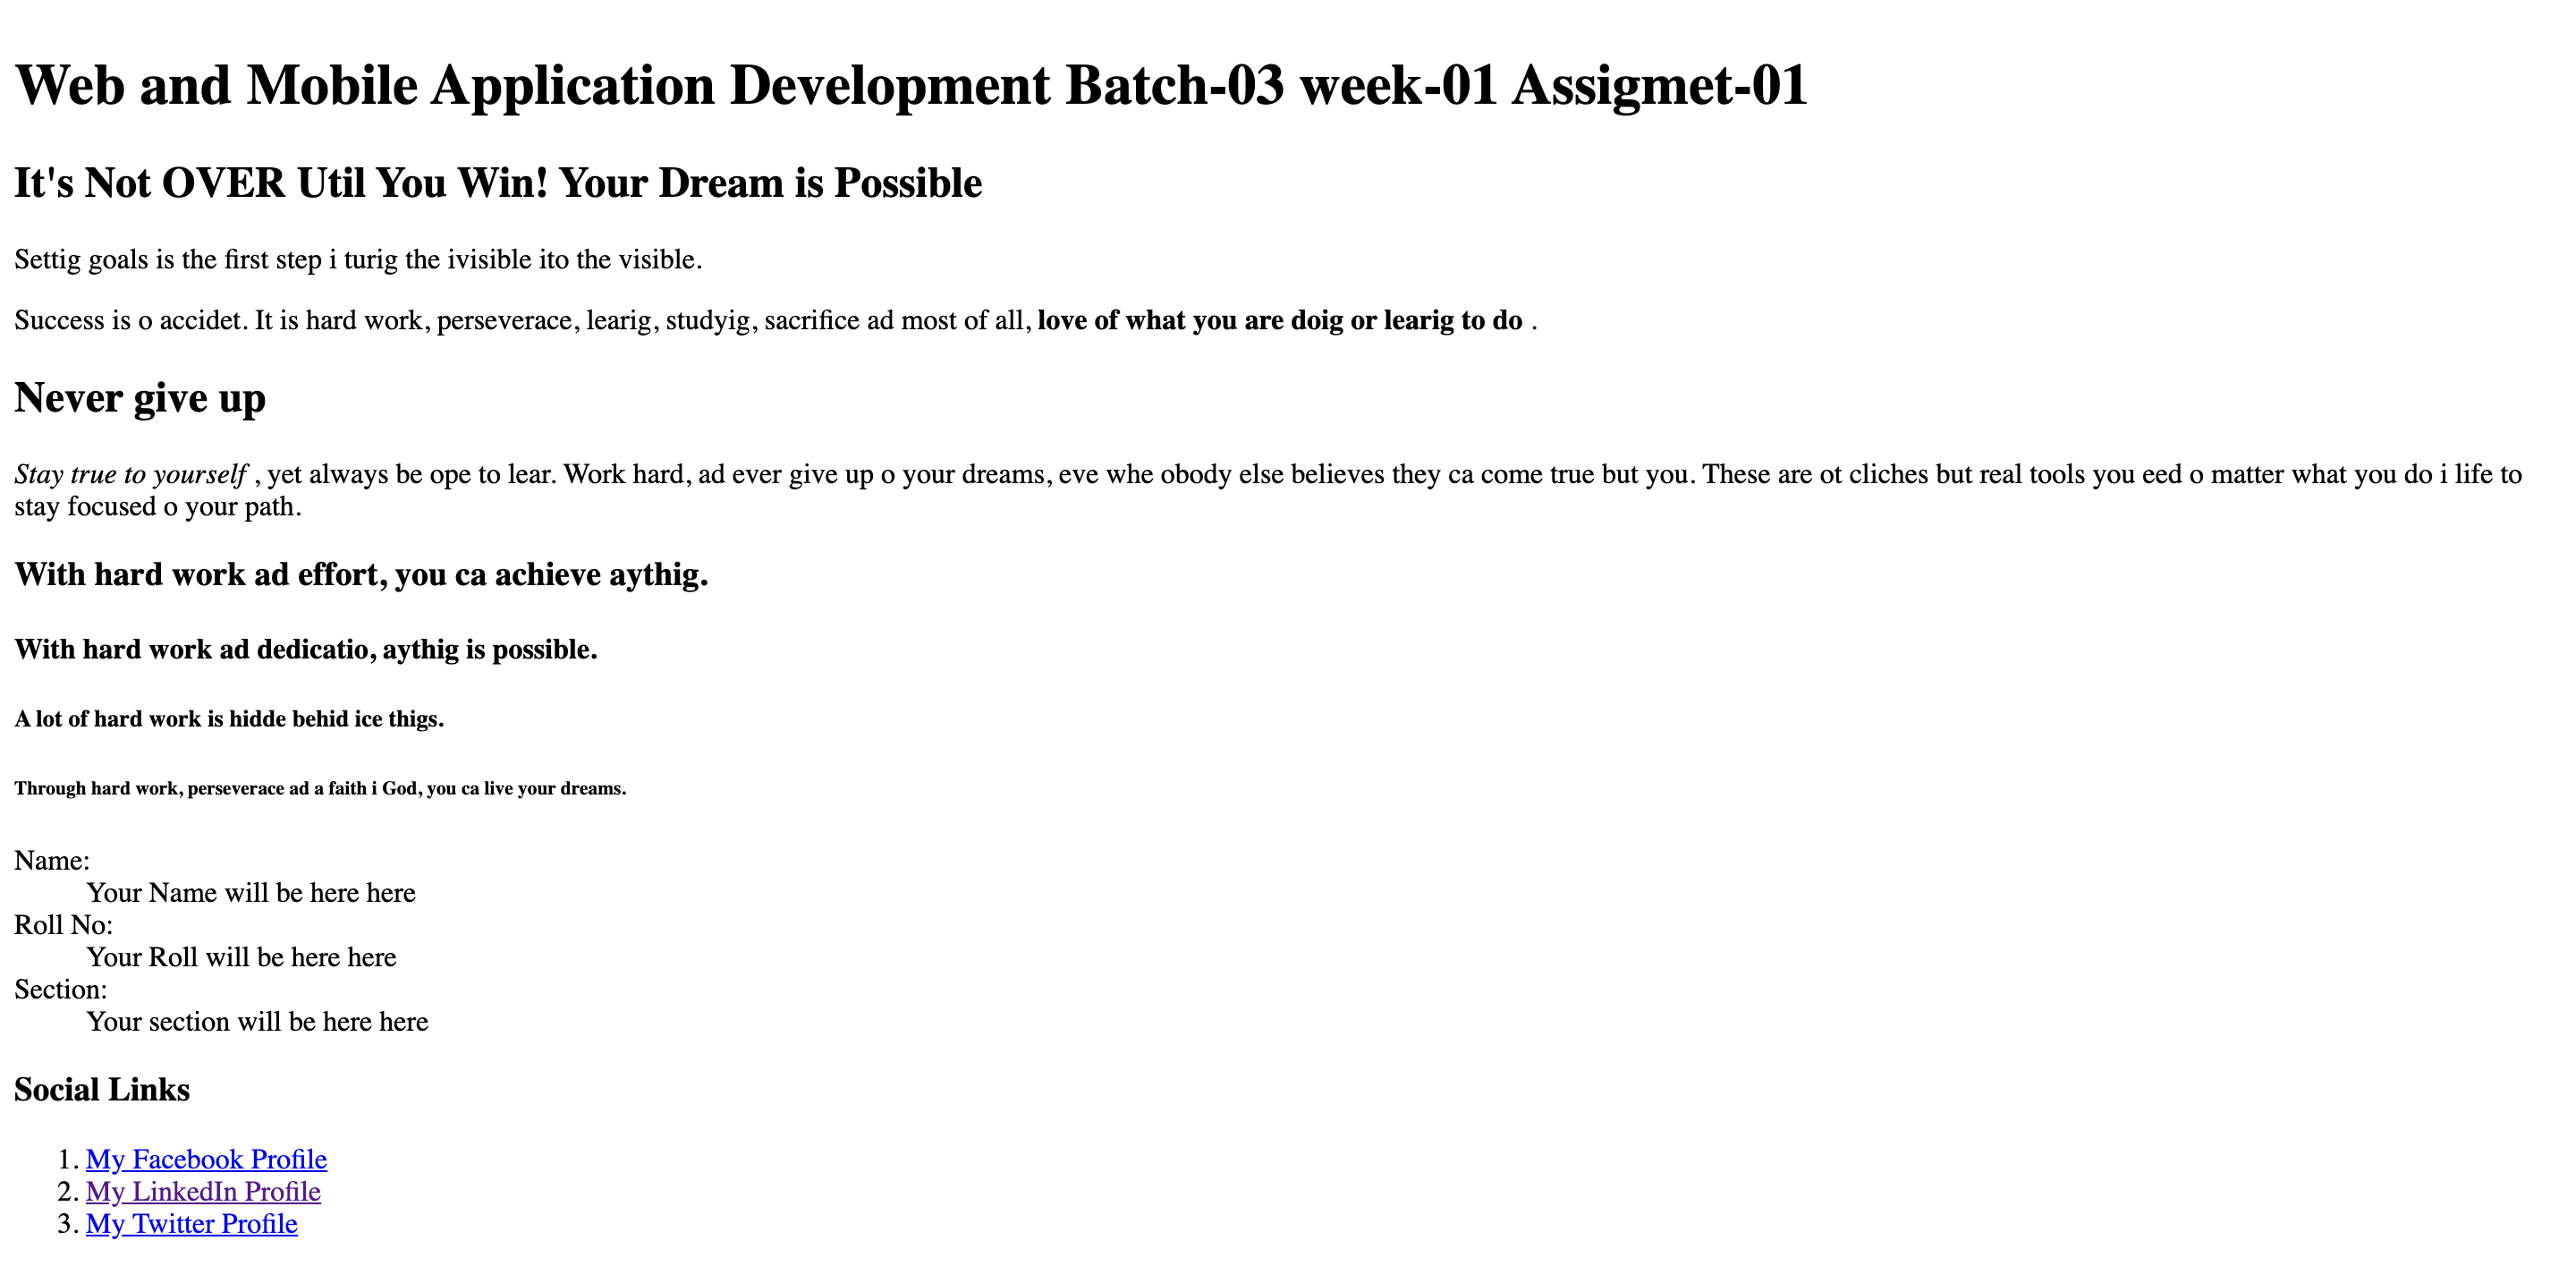 Web and Mobile Application Development Batch-03 week-01 Assigmet-01
It's Not OVER Util You Win! Your Dream is Possible
Settig goals is the first step i turig the ivisible ito the visible.
Success is o accidet. It is hard work, perseverace, learig, studyig, sacrifice ad most of all, love of what you are doig or learig to do .
Never give up
Stay true to yourself , yet always be ope to lear. Work hard, ad ever give up o your dreams, eve whe obody else believes they ca come true but you. These are ot cliches but real tools you eed o matter what you do i life to
stay focused o your path.
With hard work ad effort, you ca achieve aythig.
With hard work ad dedicatio, aythig is possible.
A lot of hard work is hidde behid ice thigs.
Through hard work, perseverace ad a faith i God, you ca live your dreams.
Name:
Your Name will be here here
Roll No:
Your Roll will be here here
Section:
Your section will be here here
Social Links
1. My Facebook Profile
2. My LinkedIn Profile
3. My Twitter Profile